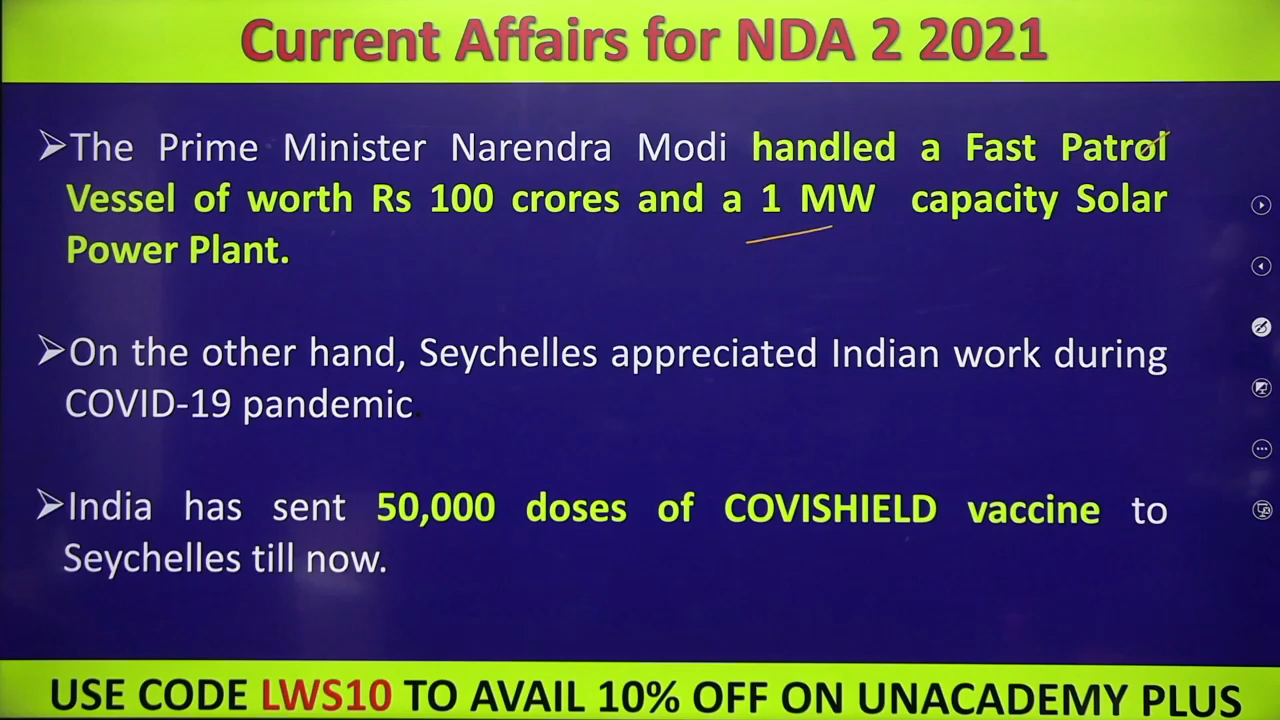 Current Affairs for NDA 2 2021
➢The Prime Minister Narendra Modi handled a Fast Patrol
Vessel of worth Rs 100 crores and a 1 MW capacity Solar
Power Plant.
➢On the other hand, Seychelles appreciated Indian work during
COVID-19 pandemic.
➢India has sent 50,000 doses of COVISHIELD vaccine to
Seychelles till now.
USE CODE LWS10 TO AVAIL 10% OFF ON UNACADEMY PLUS